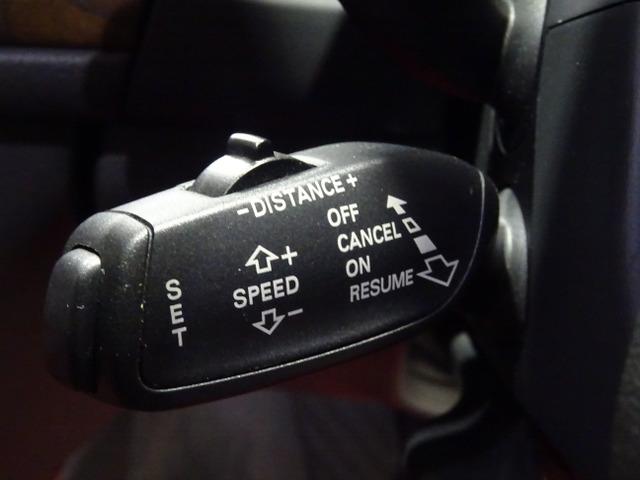 - DISTANCE +
OFF
CANCEL
ON
RESUME
+
SPEED
-
SET